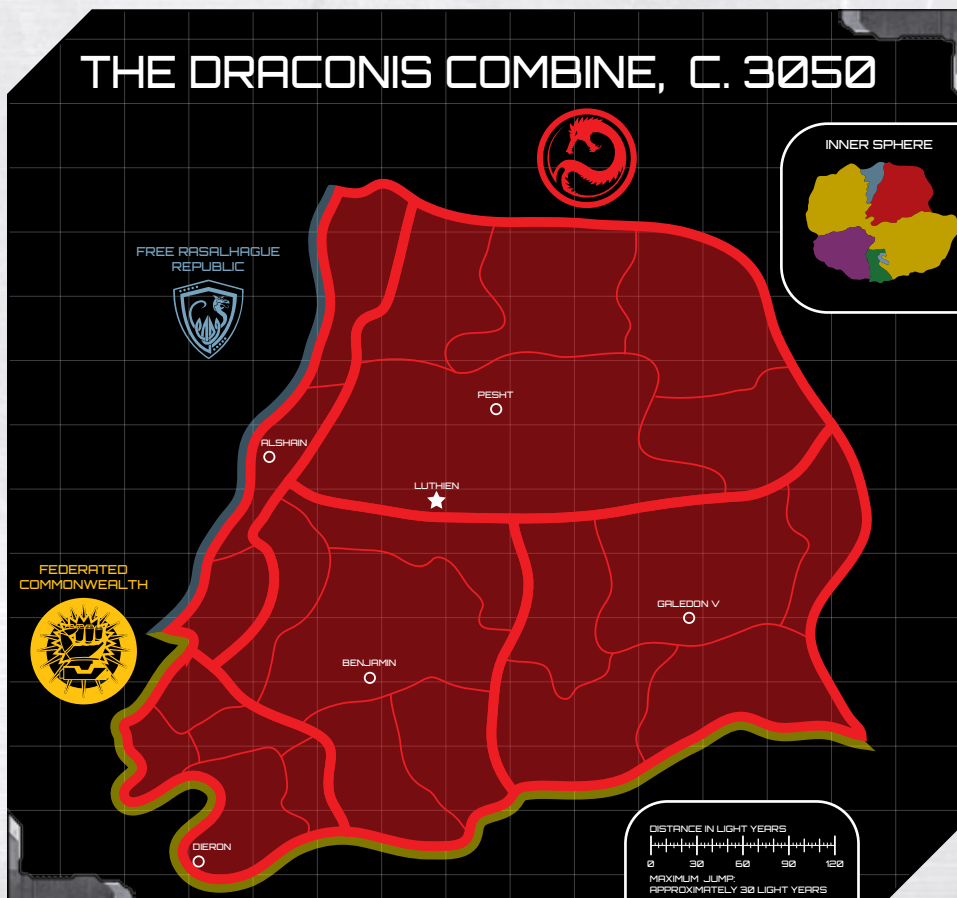 THE DRACONIS COMBINE, C. 3050
INNER SPHERE
FREE RASALHAGUE
REPUBLIC
PESHT
ALSHAIN
LUTHIEN
FEDERATED
COMMONWEALTH
GALEDON V
BENJAMIN
DIERON
DISTANCE IN LIGHT YEARS
0 30 60 90 120
MAXIMUM JUMP:
APPROXIMATELY 30 LIGHT YEARS